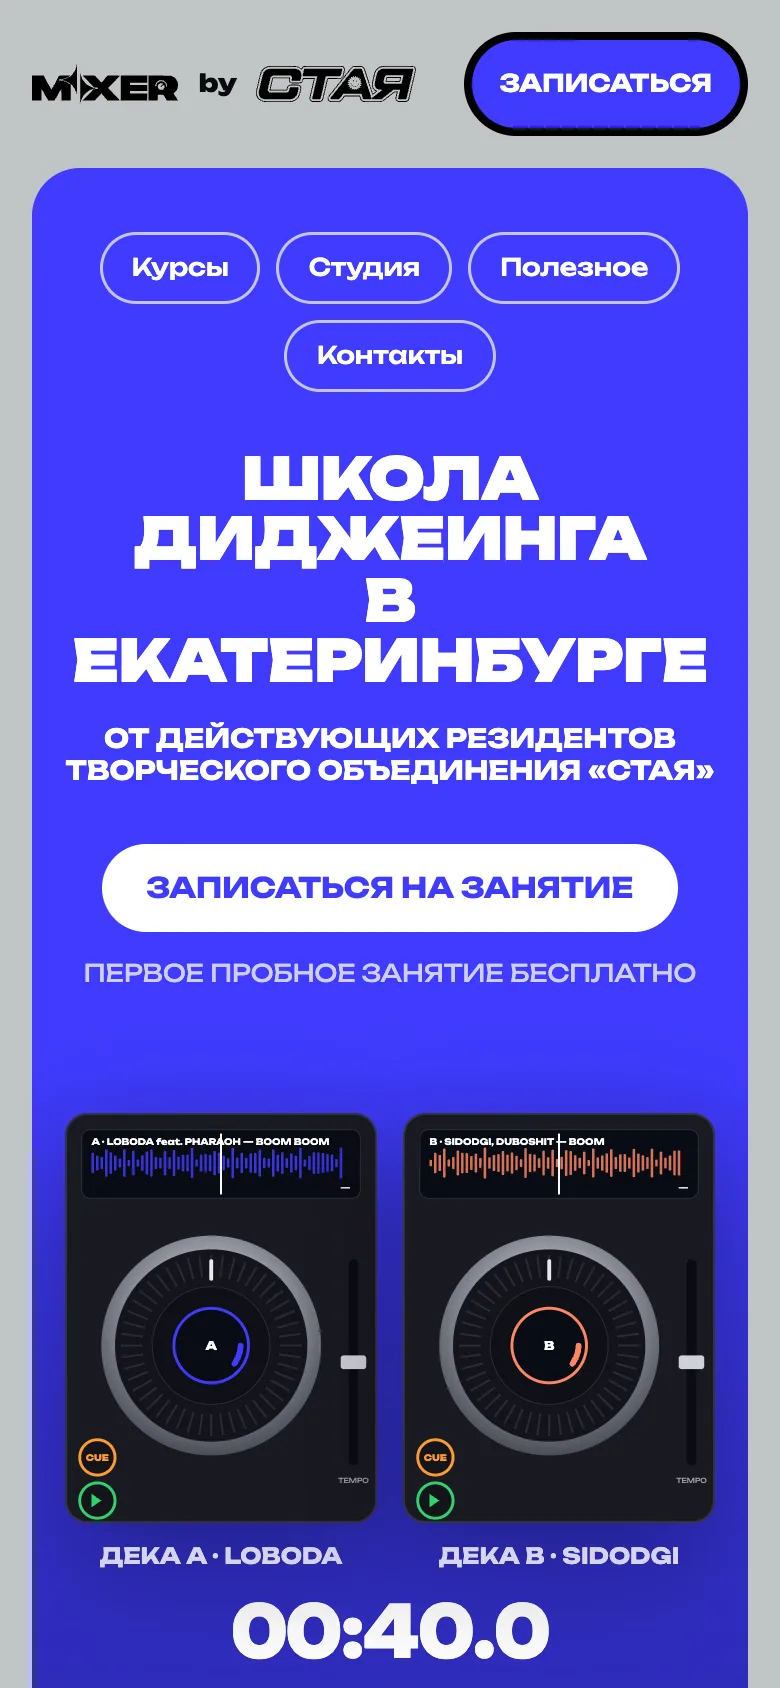 MIXER by СТАЯ
ЗАПИСАТЬСЯ
Курсы
Студия
Полезное
Контакты
ШКОЛА
ДИДЖЕИНГА
В
ЕКАТЕРИНБУРГЕ
ОТ ДЕЙСТВУЮЩИХ РЕЗИДЕНТОВ
ТВОРЧЕСКОГО ОБЪЕДИНЕНИЯ «СТАЯ»
ЗАПИСАТЬСЯ НА ЗАНЯТИЕ
ПЕРВОЕ ПРОБНОЕ ЗАНЯТИЕ БЕСПЛАТНО
A · LOBODA feat. PHARAOH — BOOM BOOM
—
A
CUE
TEMPO
B · SIDODGI, DUBOSHIT — BOOM
—
B
CUE
TEMPO
ДЕКА A · LOBODA
ДЕКА B · SIDODGI
00:40.0